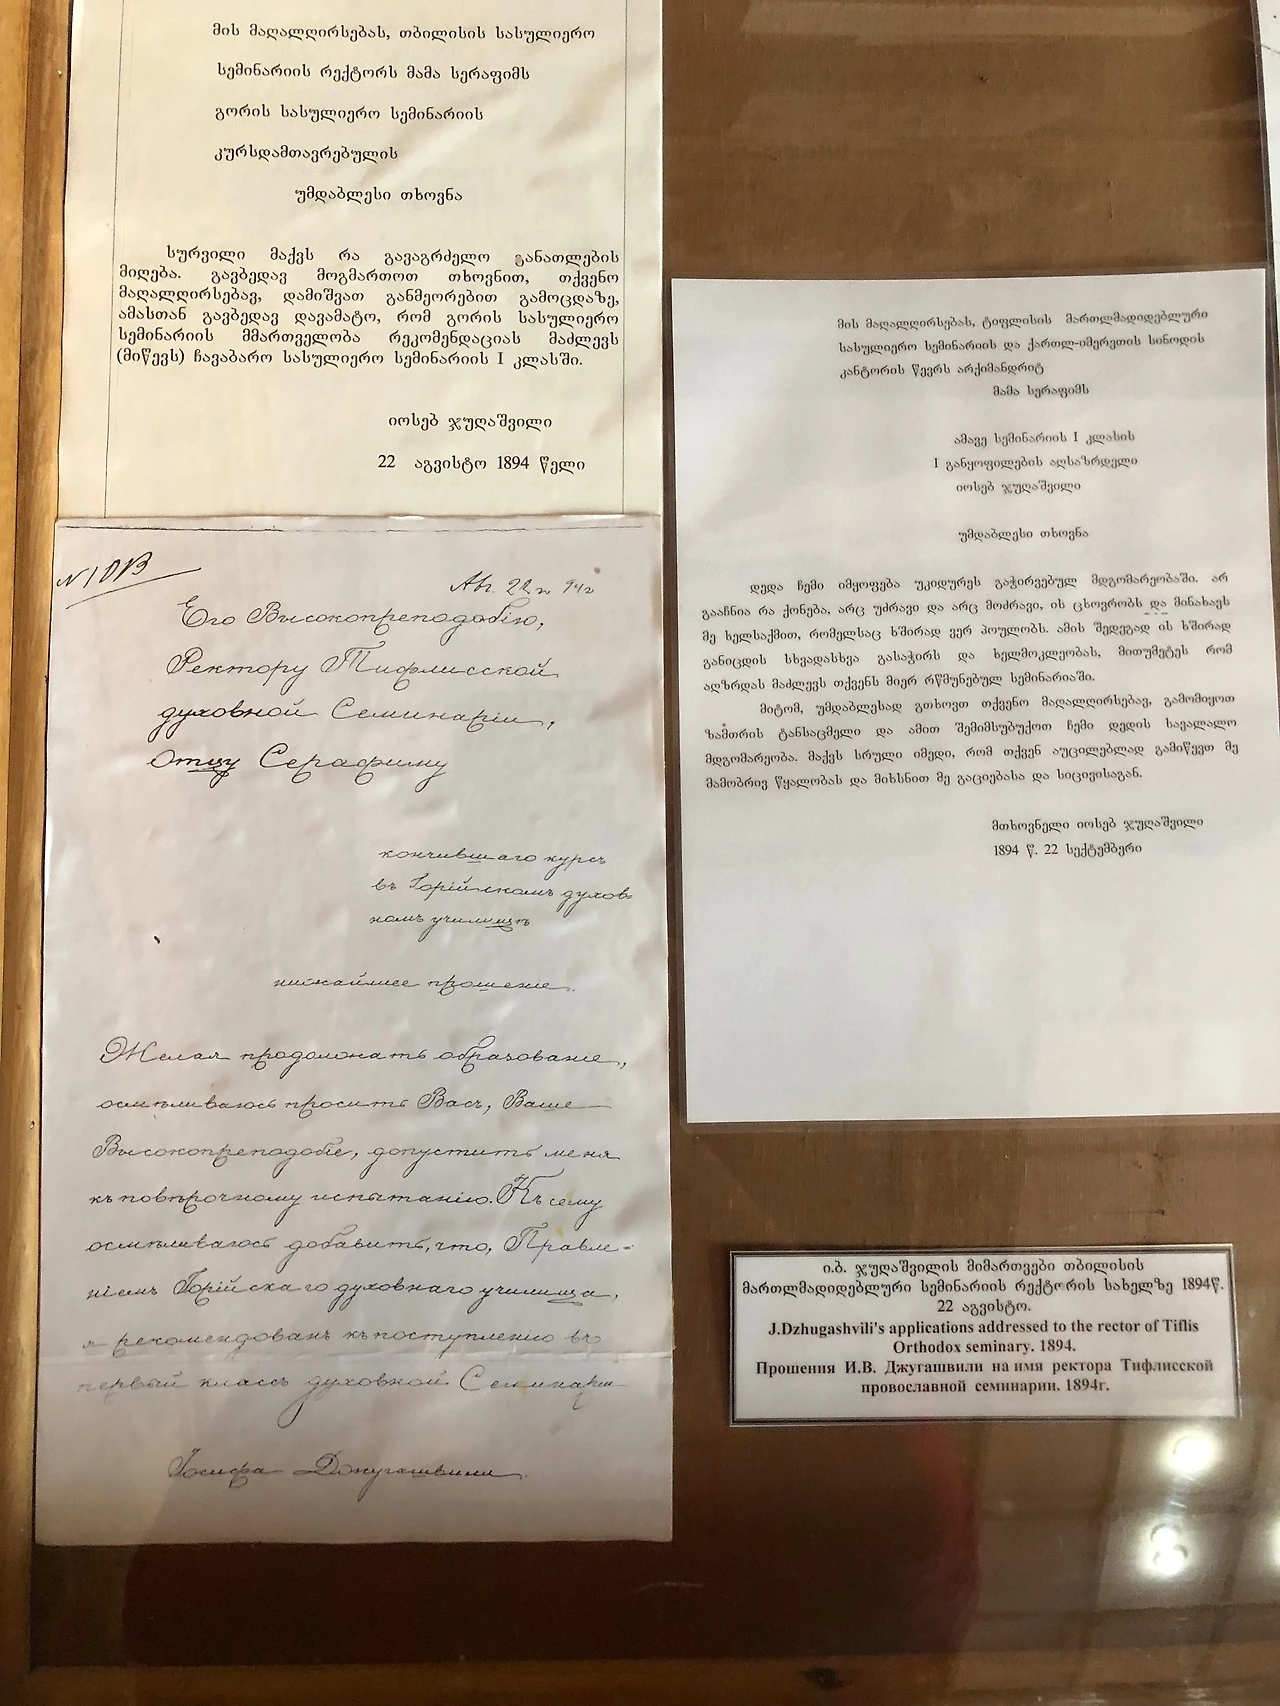 მის მაღალღირსებას, თბილისის სასულიერო
სემინარიის რექტორს მამა სერაფიმს
გორის სასულიერო სემინარიის
კურსდამთავრებულის
უმდაბლესი თხოვნა
სურვილი მაქვს რა გავაგრძელო განათლების
მიღება. გავბედავ მოგმართოთ თხოვნით, თქვენო
მაღალღირსებავ, დამიშვათ განმეორებით გამოცდაზე,
ამასთან გავბედავ დავამატო, რომ გორის სასულიერო
სემინარიის მმართველობა რეკომენდაციას მაძლევს
(მიწევს) ჩავაბარო სასულიერო სემინარიის I კლასში.
იოსებ ჯუღაშვილი
22 აგვისტო 1894 წელი
Авг. 22 94г
Его Высокопреподобію,
Ректору Тифлисской
духовной Семинаріи,
Отцу Серафиму
кончившаго курсъ
въ Горійскомъ духов-
номъ училищѣ
нижайшее прошеніе.
Желая продолжать образованіе,
осмѣливаюсь просить Васъ, Ваше
Высокопреподобіе, допустить меня
къ повѣрочному испытанію. Къ сему
осмѣливаюсь добавить, что, Правле-
ніемъ Горійскаго духовнаго училища,
я рекомендованъ къ поступленію въ
первый классъ духовной Семинаріи
Іосифа Джугашвили.
მის მაღალღირსებას, ტიფლისის მართლმადიდებლური
სასულიერო სემინარიის და ქართლ-იმერეთის სინოდის
კანტორის წევრს არქიმანდრიტ
მამა სერაფიმს
ამავე სემინარიის I კლასის
I განყოფილების აღსაზრდელი
იოსებ ჯუღაშვილი
უმდაბლესი თხოვნა
დედა ჩემი იმყოფება უკიდურეს გაჭირვებულ მდგომარეობაში. არ
გააჩნია რა ქონება, არც უძრავი და არც მოძრავი, ის ცხოვრობს და მინახავს
მე ხელსაქმით, რომელსაც ხშირად ვერ პოულობს. ამის შედეგად ის ხშირად
განიცდის სხვადასხვა გასაჭირს და ხელმოკლეობას, მითუმეტეს რომ
აღზრდას მაძლევს თქვენს მიერ რწმუნებულ სემინარიაში.
მიტომ, უმდაბლესად გთხოვთ თქვენო მაღალღირსებავ, გამომიყოთ
ზამთრის ტანსაცმელი და ამით შემიმსუბუქოთ ჩემი დედის სავალალო
მდგომარეობა. მაქვს სრული იმედი, რომ თქვენ აუცილებლად გამიწევთ მე
მამობრივ წყალობას და მიხსნით მე გაციებასა და სიცივისაგან.
მთხოვნელი იოსებ ჯუღაშვილი
1894 წ. 22 სექტემბერი
ი.ბ. ჯუღაშვილის მიმართვები თბილისის
მართლმადიდებლური სემინარიის რექტორის სახელზე 1894წ.
22 აგვისტო.
J.Dzhugashvili's applications addressed to the rector of Tiflis
Orthodox seminary. 1894.
Прошения И.В. Джугашвили на имя ректора Тифлисской
провославной семинарии. 1894г.